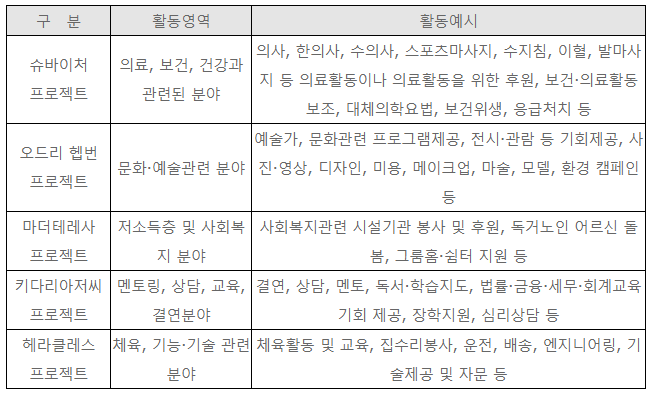 구 분 활동영역 활동예시
슈바이처
프로젝트
의료, 보건, 건강과
관련된 분야
의사, 한의사, 수의사, 스포츠마사지, 수지침, 이혈, 발마사
지 등 의료활동이나 의료활동을 위한 후원, 보건·의료활동
보조, 대체의학요법, 보건위생, 응급처치 등
오드리 헵번
프로젝트
문화·예술관련 분야
예술가, 문화관련 프로그램제공, 전시·관람 등 기회제공, 사
진·영상, 디자인, 미용, 메이크업, 마술, 모델, 환경 캠페인
등
마더테레사
프로젝트
저소득층 및 사회복
지 분야
사회복지관련 시설기관 봉사 및 후원, 독거노인 어르신 돌
봄, 그룹홈·쉼터 지원 등
키다리아저씨
프로젝트
멘토링, 상담, 교육,
결연분야
결연, 상담, 멘토, 독서·학습지도, 법률·금융·세무·회계교육
기회 제공, 장학지원, 심리상담 등
헤라클레스
프로젝트
체육, 기능·기술 관련
분야
체육활동 및 교육, 집수리봉사, 운전, 배송, 엔지니어링, 기
술제공 및 자문 등